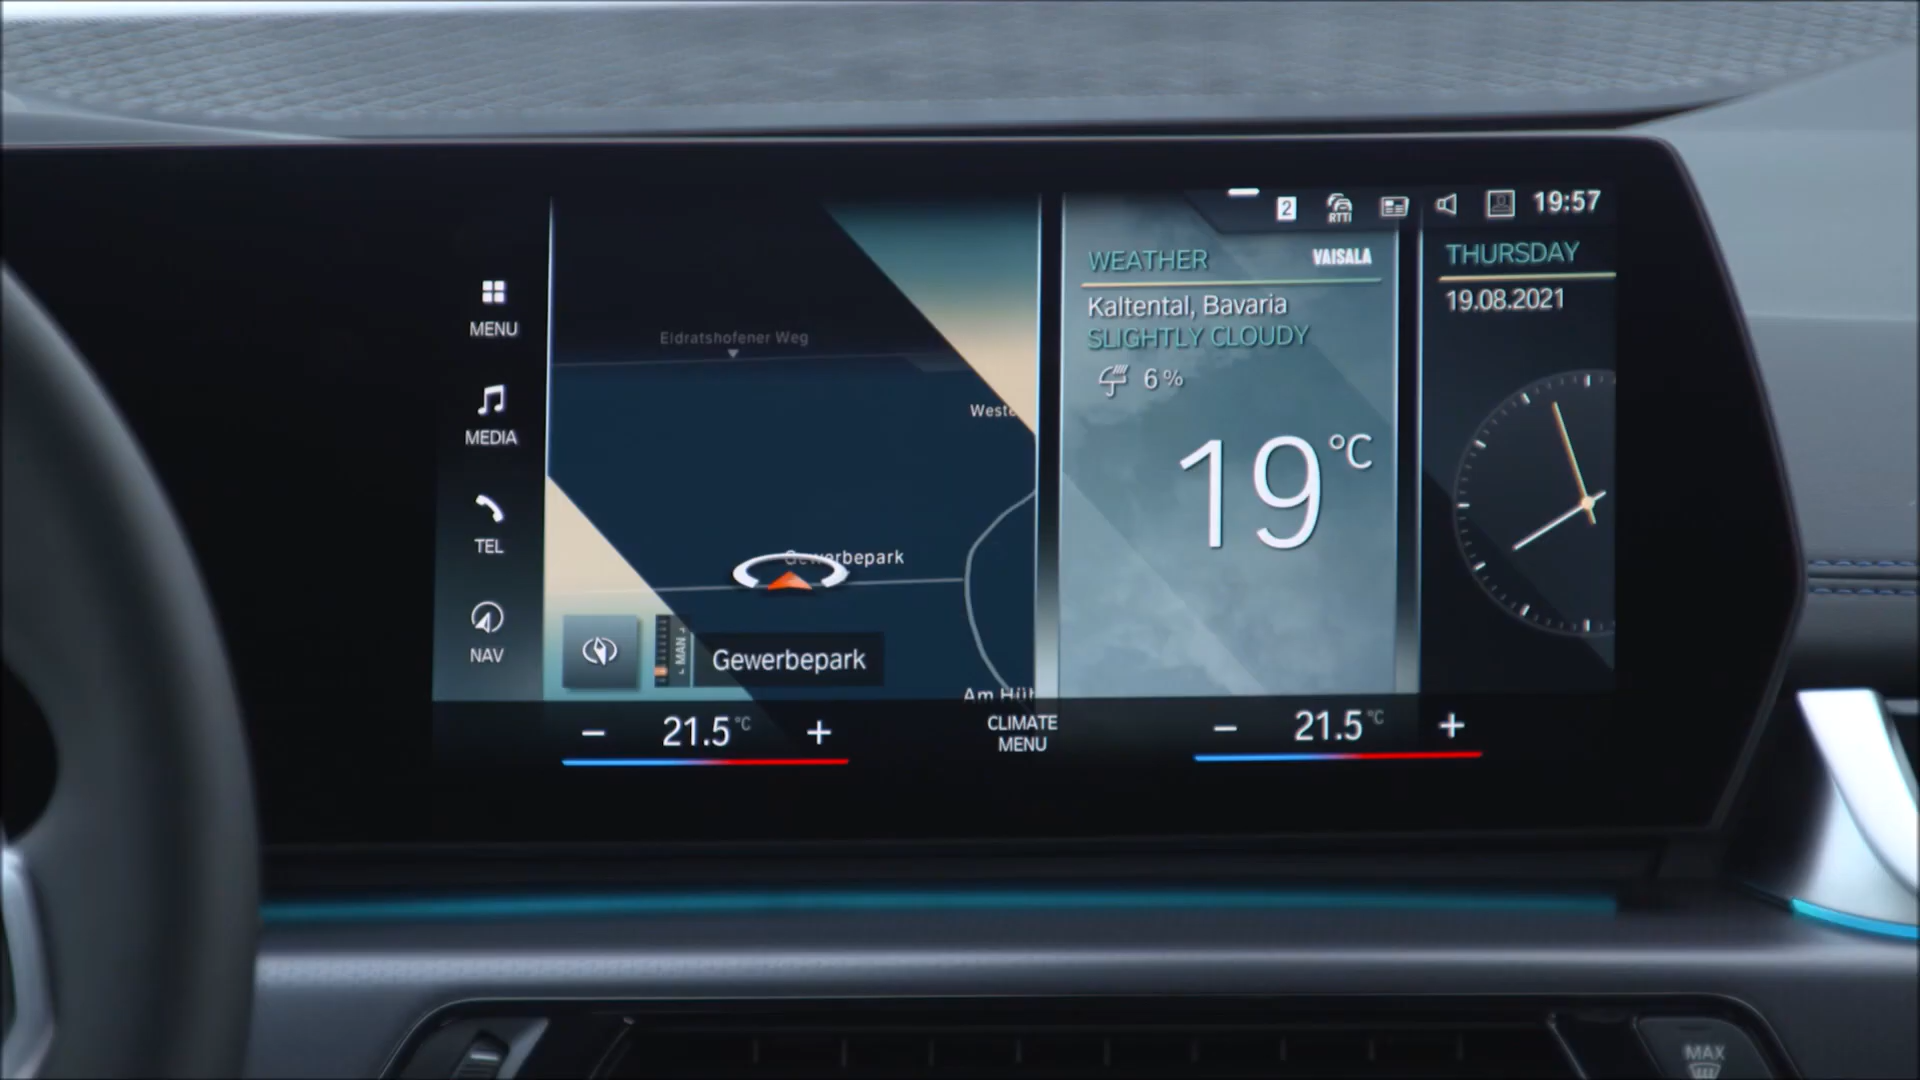 2
RTTI
19:57
MENU
MEDIA
TEL
NAV
Eldratshofener Weg
Weste
Gewerbepark
MAN
Gewerbepark
Am Hüt
WEATHER
VAISALA
Kaltental, Bavaria
SLIGHTLY CLOUDY
6%
19°C
THURSDAY
19.08.2021
− 21.5°C +
CLIMATE
MENU
− 21.5°C +
MAX